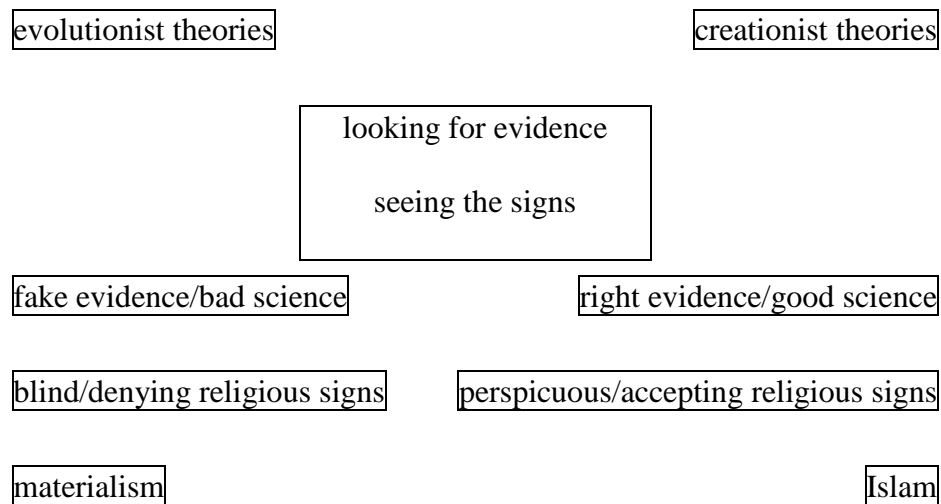 evolutionist theories creationist theories
looking for evidence
seeing the signs
fake evidence/bad science right evidence/good science
blind/denying religious signs perspicuous/accepting religious signs
materialism Islam